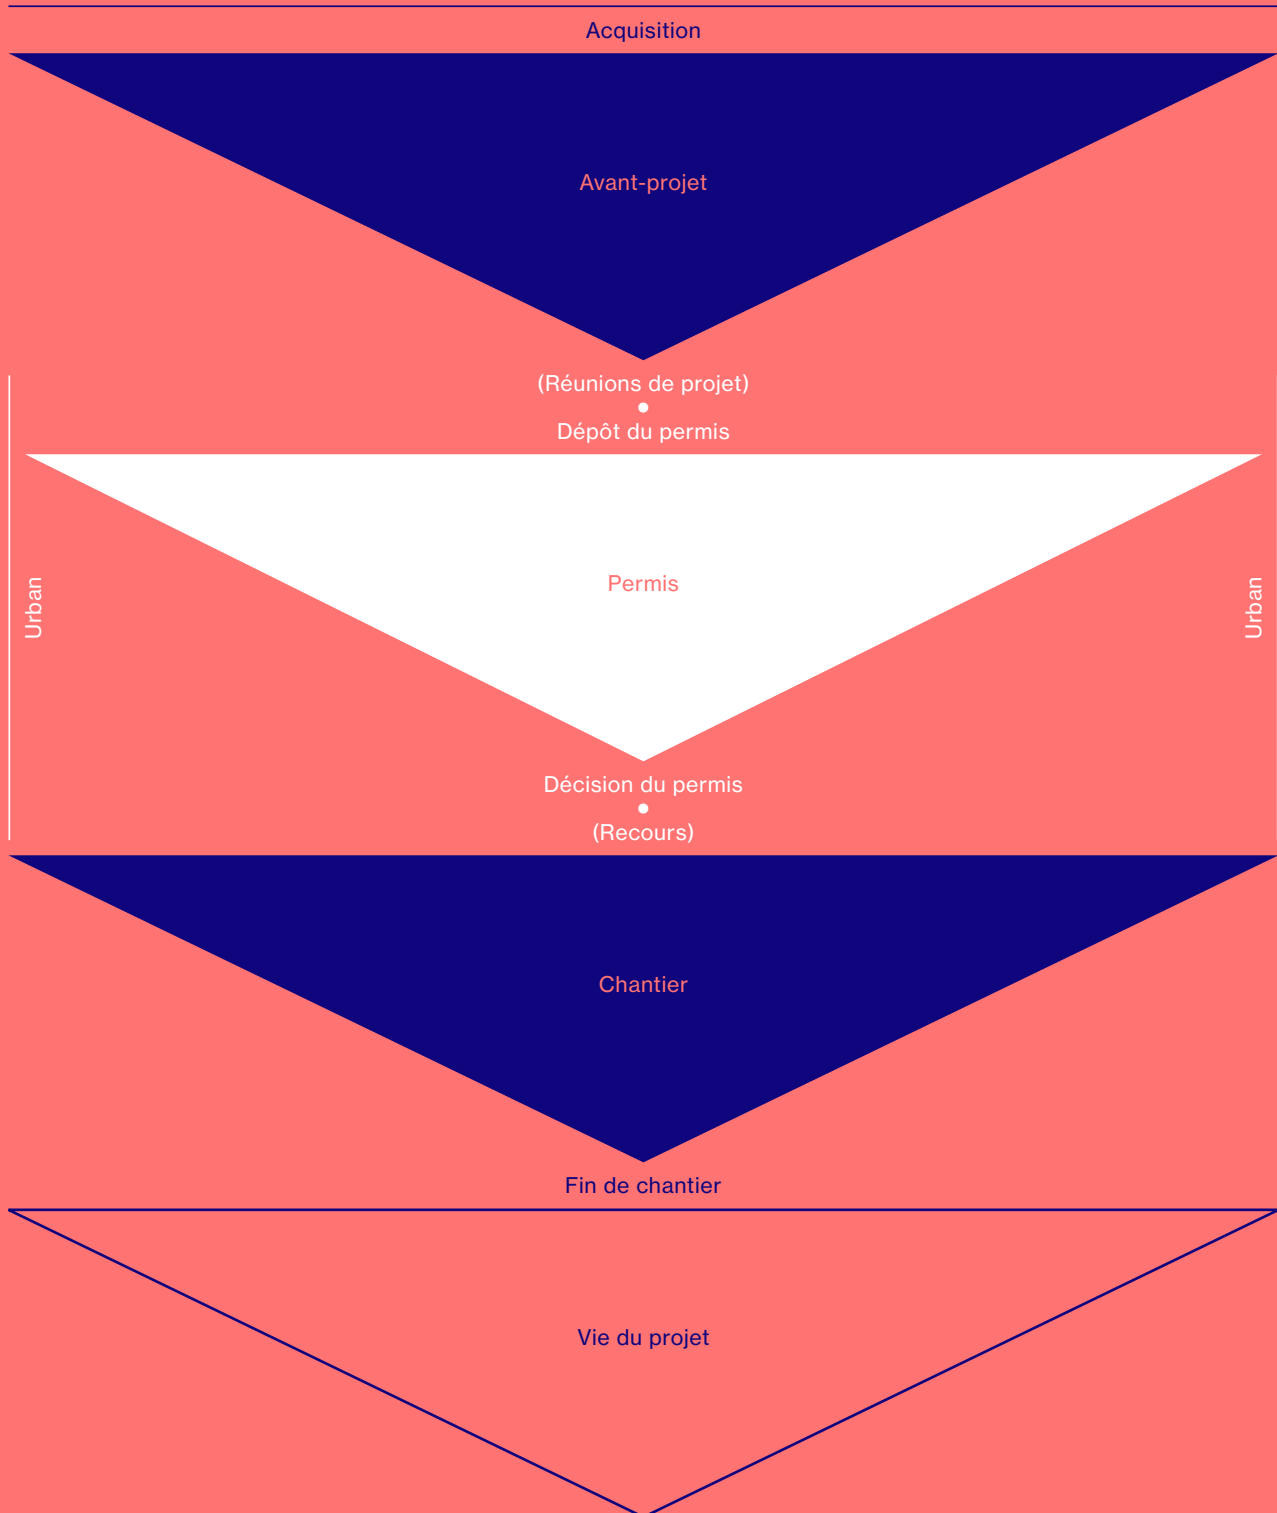 Acquisition
Avant-projet
(Réunions de projet)
Dépôt du permis
Permis
Urban
Urban
Décision du permis
(Recours)
Chantier
Fin de chantier
Vie du projet